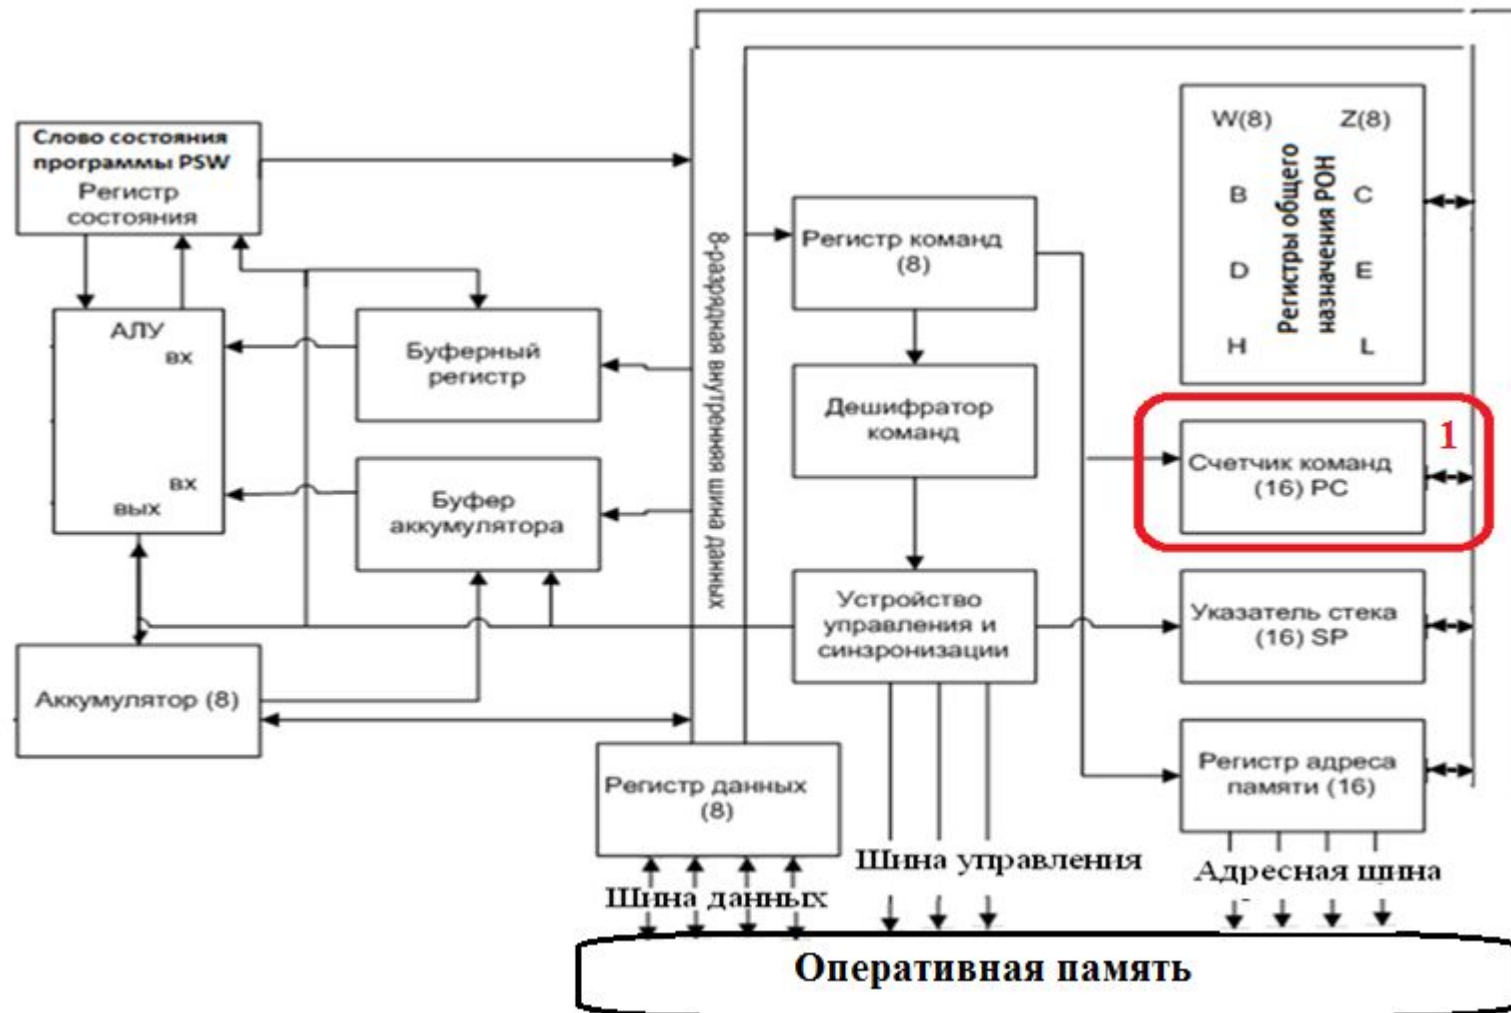 Слово состояния
программы PSW
Регистр
состояния
АЛУ
вх
вх
вых
Буферный
регистр
Буфер
аккумулятора
Аккумулятор (8)
8-разрядная внутренняя шина данных
Регистр команд
(8)
Дешифратор
команд
Устройство
управления и
синзронизации
Регистр данных
(8)
W(8) Z(8)
B C
D E
H L
Регистры общего
назначения РОН
1
Счетчик команд
(16) PC
Указатель стека
(16) SP
Регистр адреса
памяти (16)
Шина данных
Шина управления
Адресная шина
Оперативная память